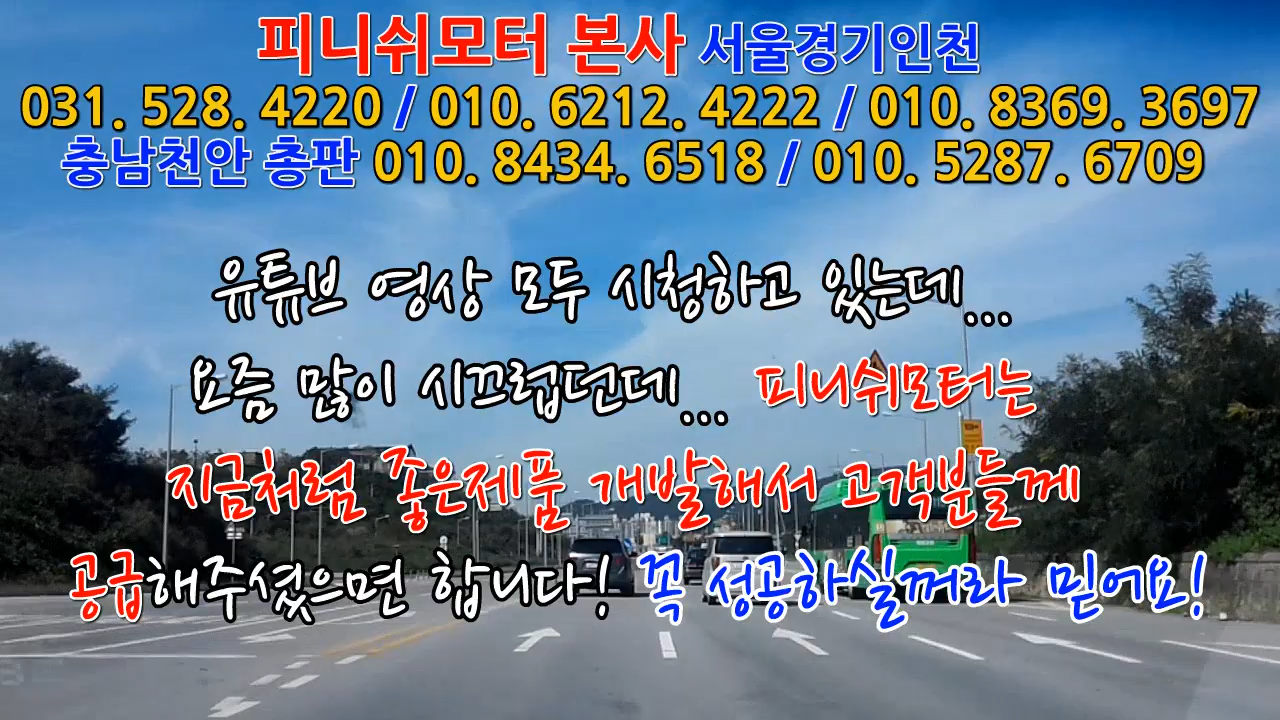 피니쉬모터 본사 서울경기인천
031. 528. 4220 / 010. 6212. 4222 / 010. 8369. 3697
충남천안 총판 010. 8434. 6518 / 010. 5287. 6709
유튜브 영상 모두 시청하고 있는데...
요즘 많이 시끄럽던데... 피니쉬모터는
지금처럼 좋은제품 개발해서 고객분들께
공급해주셨으면 합니다! 꼭 성공하실꺼라 믿어요!